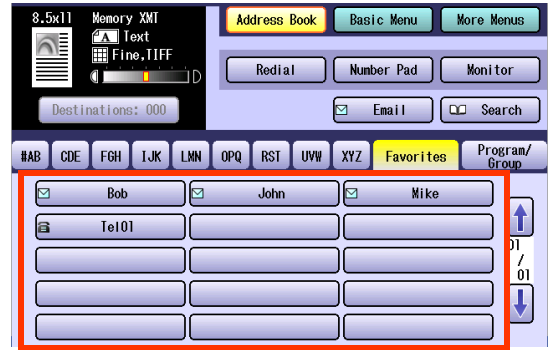 8.5x11 Memory XMT
A Text
Fine,TIFF
D
Destinations: 000
Address Book
Basic Menu
More Menus
Redial
Number Pad
Monitor
Email
Search
#AB
CDE
FGH
IJK
LMN
OPQ
RST
UVW
XYZ
Favorites
Program/
Group
Bob
John
Mike
Tel01
01
/
01